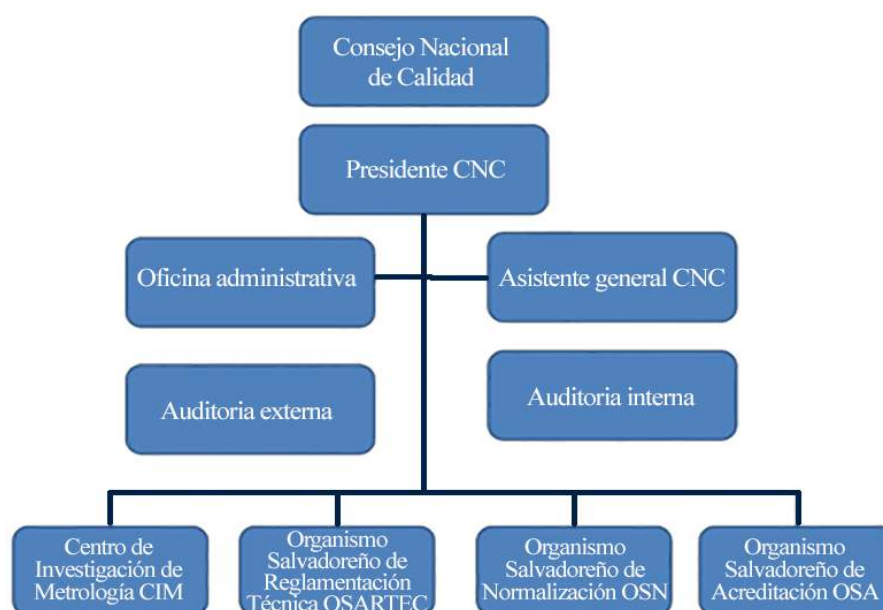 Consejo Nacional
de Calidad
Presidente CNC
Oficina administrativa
Asistente general CNC
Auditoria externa
Auditoria interna
Centro de
Investigación de
Metrología CIM
Organismo
Salvadoreño de
Reglamentación
Técnica OSARTEC
Organismo
Salvadoreño de
Normalización OSN
Organismo
Salvadoreño de
Acreditación OSA